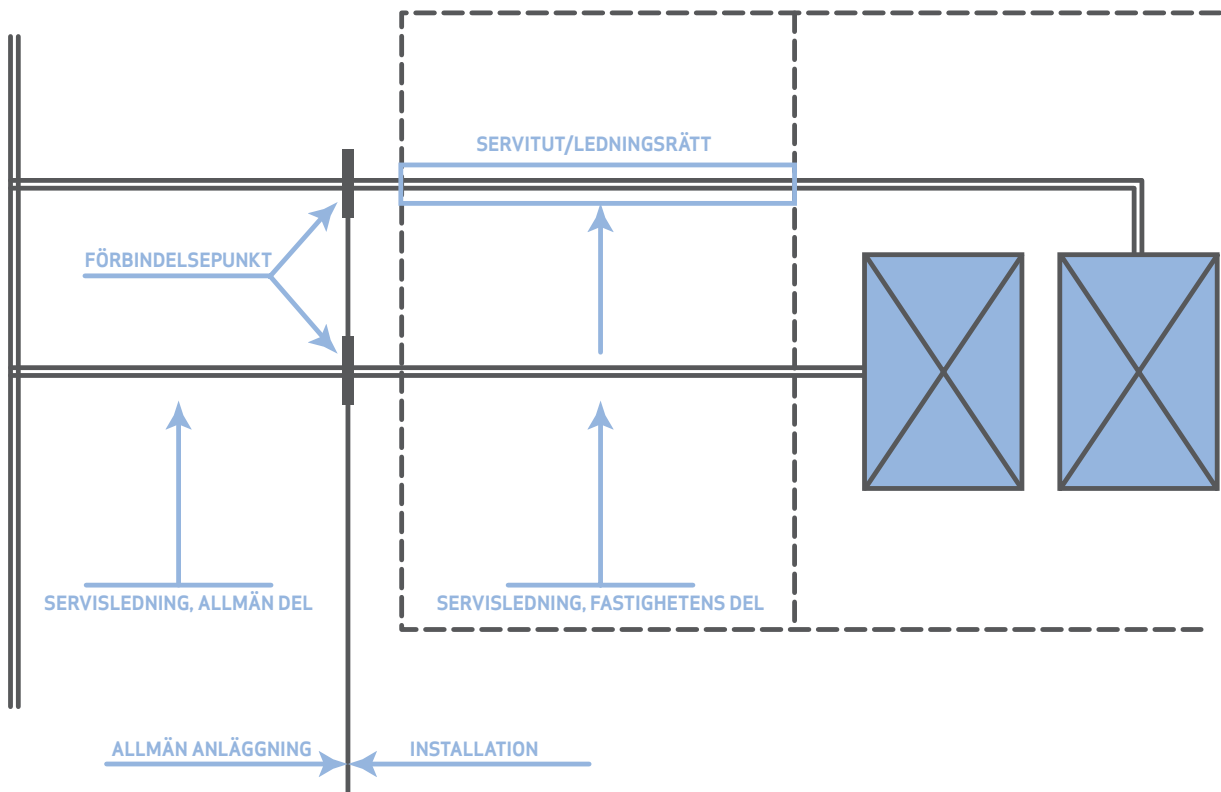 SERVITUT/LEDNINGSRÄTT
FÖRBINDELSEPUNKT
SERVISLEDNING, ALLMÄN DEL
SERVISLEDNING, FASTIGHETENS DEL
ALLMÄN ANLÄGGNING
INSTALLATION